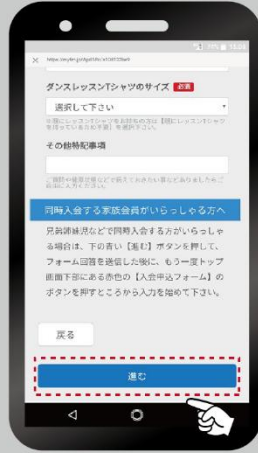 ダンスレッスンTシャツのサイズ 必須
選択して下さい
その他特記事項
同時入会する家族会員がいらっしゃる方へ
兄弟姉妹児などで同時入会する方がいらっしゃ
る場合は、下の青い【進む】ボタンを押して、
フォーム回答を送信した後に、もう一度トップ
画面下部にある赤色の【入会申込フォーム】の
ボタンを押すところから入力を始めて下さい。
戻る
進む